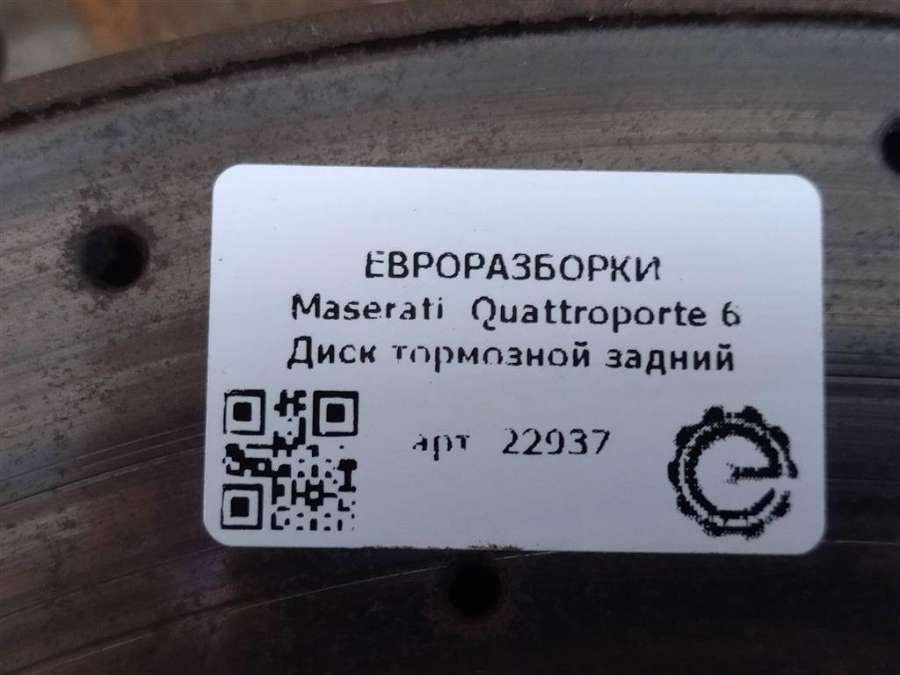 ЕВРОРАЗБОРКИ
Maserati Quattroporte 6
Диск тормозной задний
арт 22937